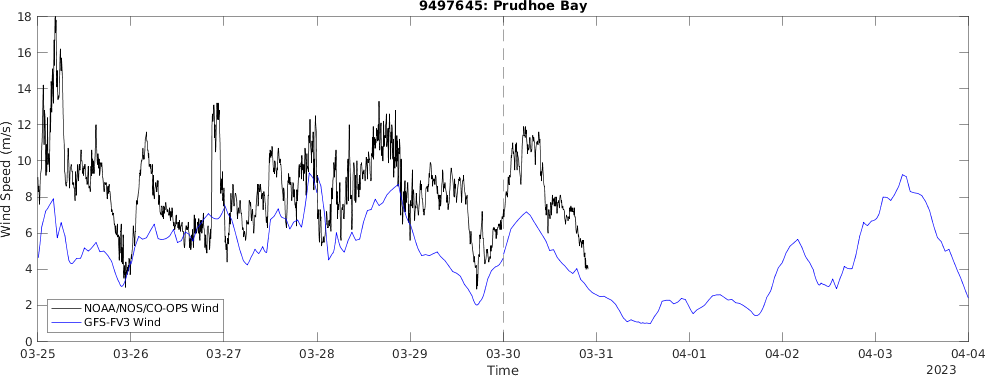 9497645: Prudhoe Bay
18
16
14
12
10
8
6
4
2
0
Wind Speed (m/s)
NOAA/NOS/CO-OPS Wind
GFS-FV3 Wind
03-25 03-26 03-27 03-28 03-29 03-30 03-31 04-01 04-02 04-03 04-04
Time
2023